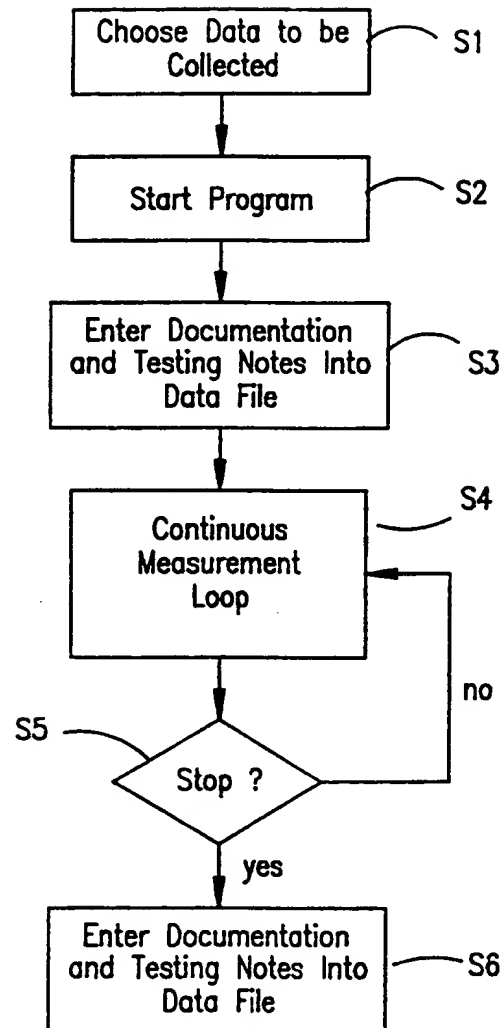 Choose Data to be
Collected
S1
Start Program
S2
Enter Documentation
and Testing Notes Into
Data File
S3
Continuous
Measurement
Loop
S4
no
S5
Stop ?
yes
Enter Documentation
and Testing Notes Into
Data File
S6